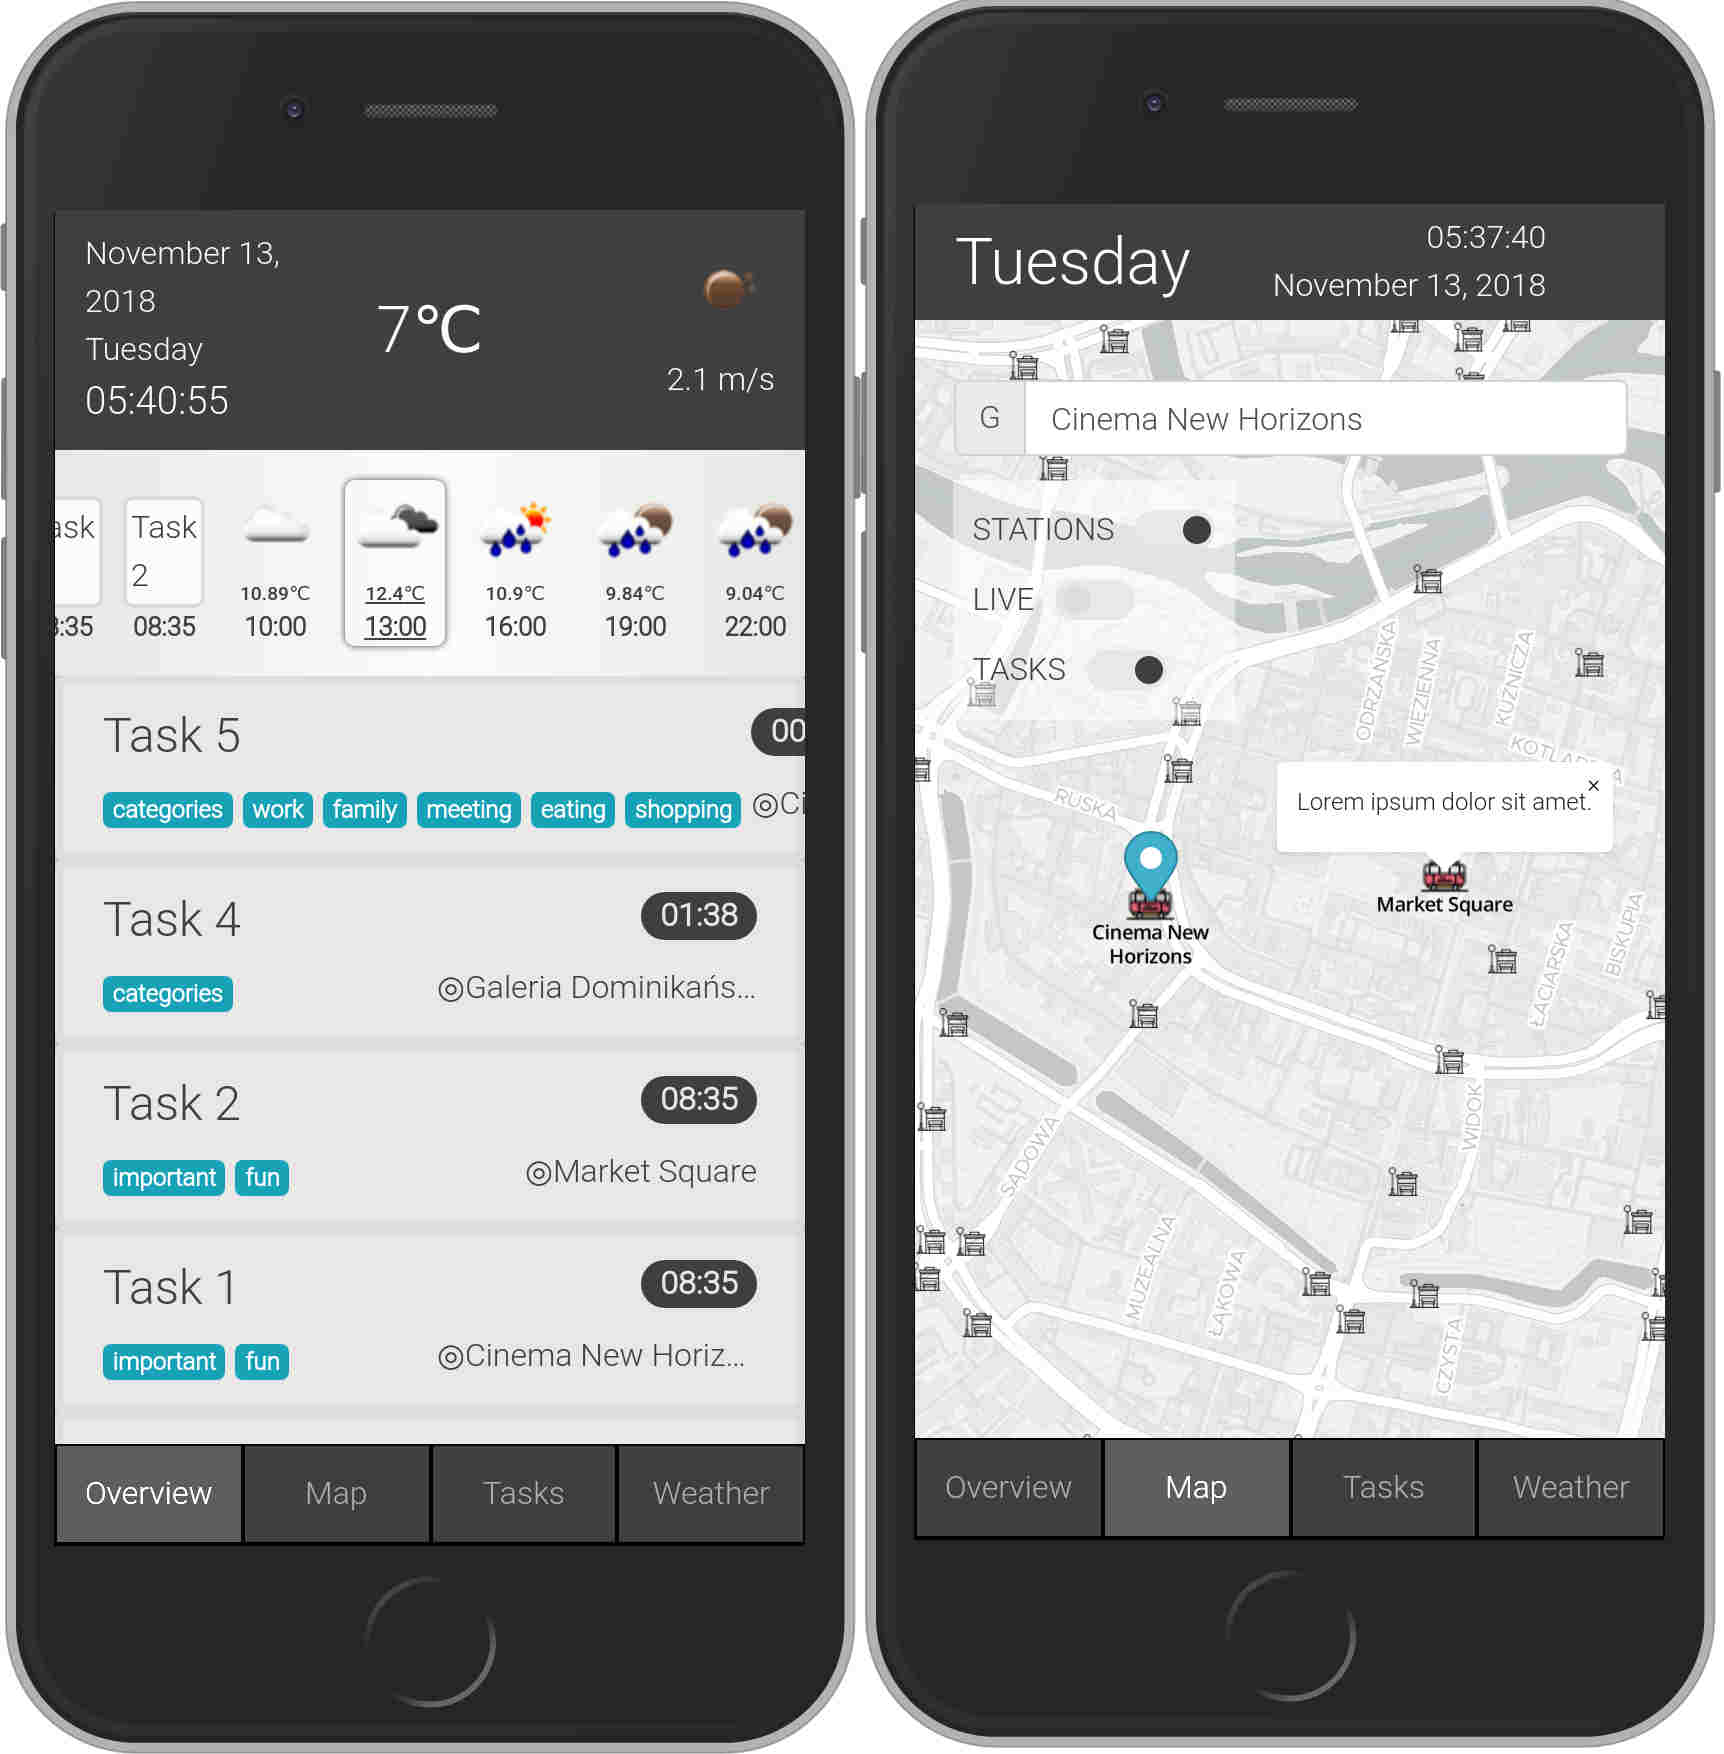 November 13,
2018
Tuesday
05:40:55
7°C
2.1 m/s
ask
:35
Task
2
08:35
10.89°C
10:00
12.4°C
13:00
10.9°C
16:00
9.84°C
19:00
9.04°C
22:00
Task 5
00
categories work family meeting eating shopping ◎Ci
Task 4
01:38
categories
◎Galeria Dominikańs...
Task 2
08:35
important fun
◎Market Square
Task 1
08:35
important fun
◎Cinema New Horiz...
Overview Map Tasks Weather
Tuesday
05:37:40
November 13, 2018
G Cinema New Horizons
STATIONS
LIVE
TASKS
ODRZAŃSKA
WIĘZIENNA
KUŹNICZA
RUSKA
Lorem ipsum dolor sit amet.
×
Market Square
Cinema New
Horizons
ŁACIARSKA
BISKUPIA
WIDOK
SĄDOWA
MUZEALNA
ŁĄKOWA
CZYSTA
Overview Map Tasks Weather